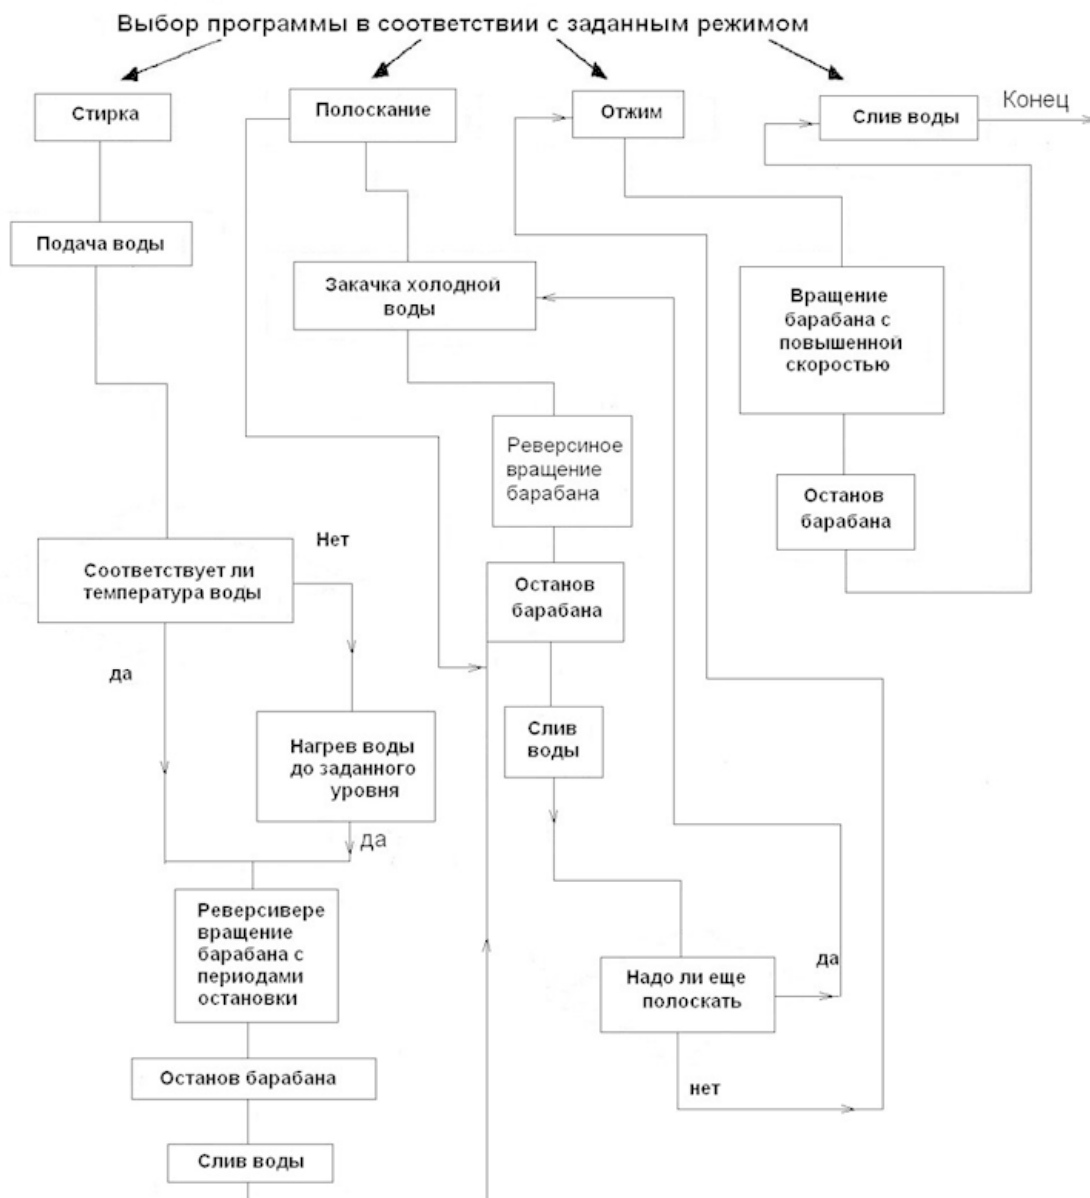 Выбор программы в соответствии с заданным режимом
Стирка
Полоскание
Отжим
Слив воды
Конец
Подача воды
Закачка холодной
воды
Вращение
барабана с
повышенной
скоростью
Реверсиное
вращение
барабана
Останов
барабана
Соответствует ли
температура воды
Нет
да
Останов
барабана
Нагрев воды
до заданного
уровня
да
Слив
воды
Реверсивере
вращение
барабана с
периодами
остановки
Надо ли еще
полоскать
да
нет
Останов барабана
Слив воды